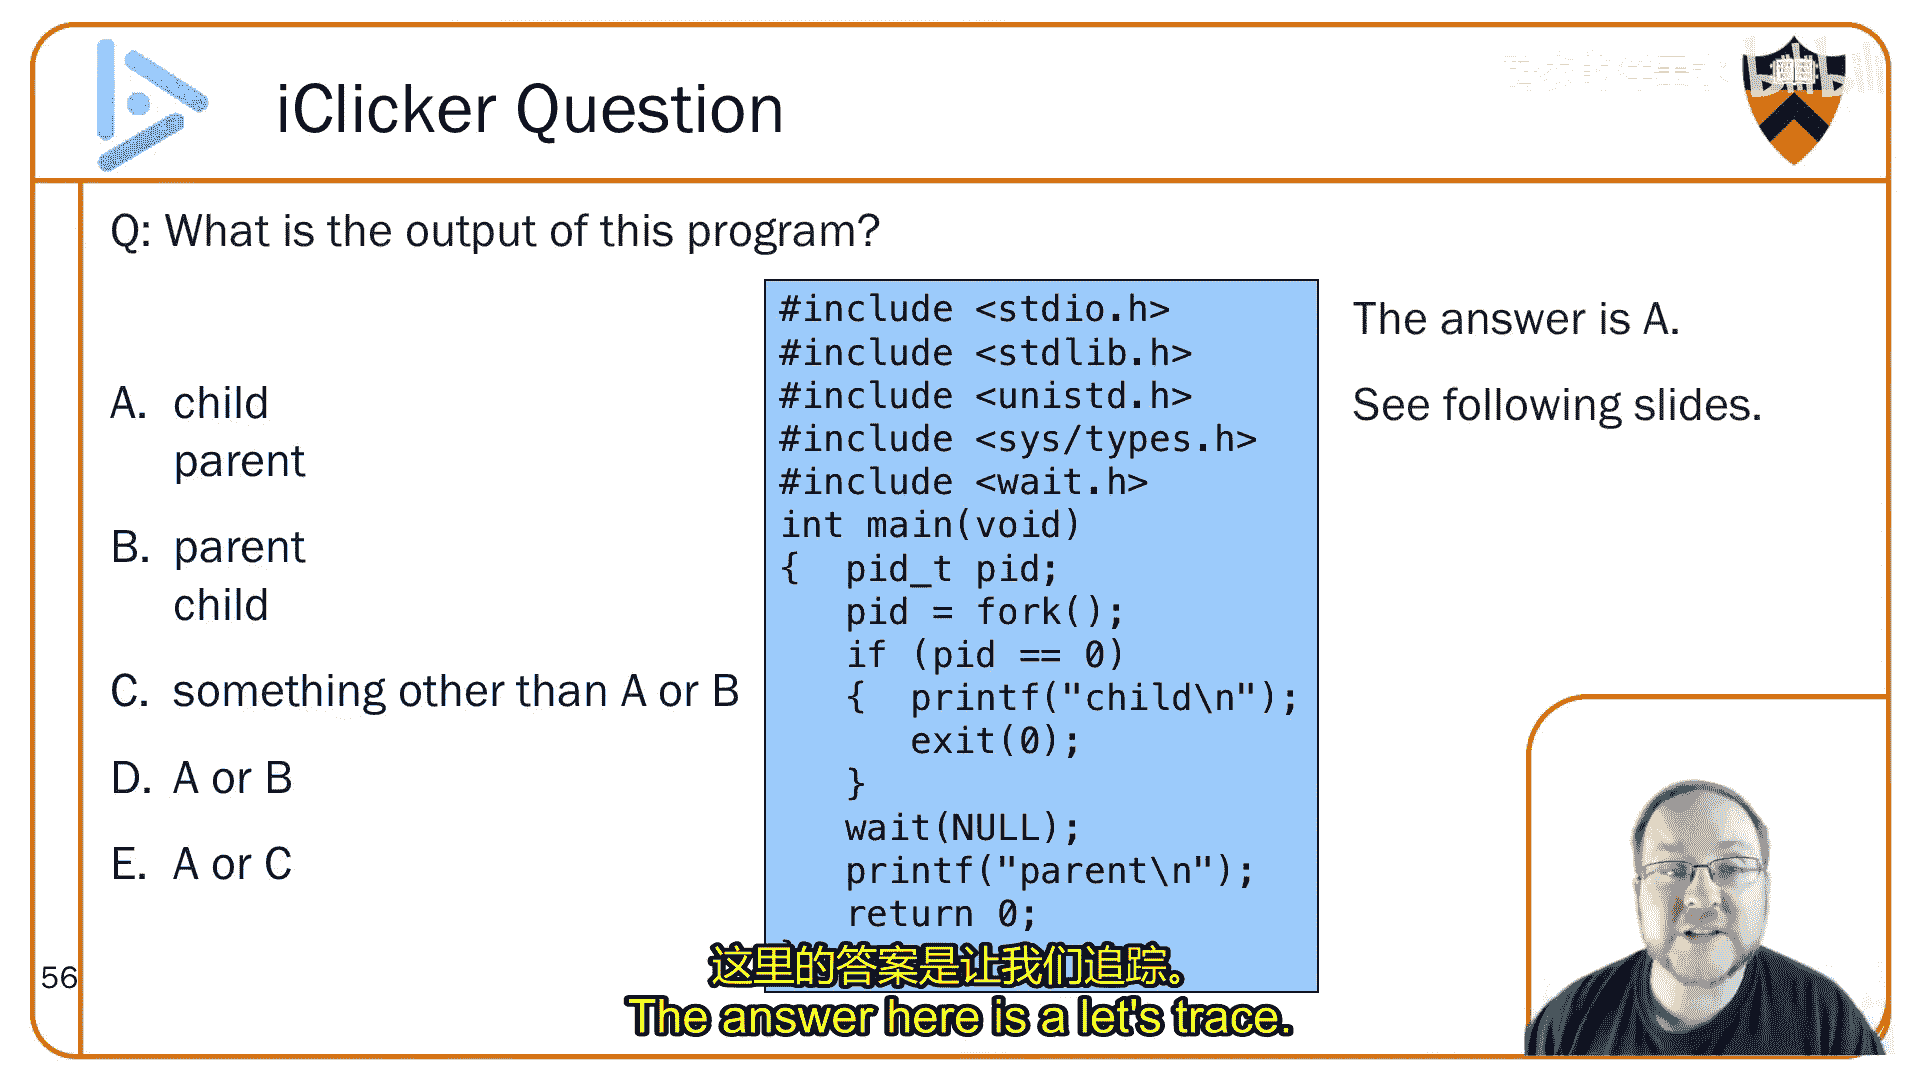 iClicker Question
Q: What is the output of this program?
A. child
parent
B. parent
child
C. something other than A or B
D. A or B
E. A or C
#include <stdio.h>
#include <stdlib.h>
#include <unistd.h>
#include <sys/types.h>
#include <wait.h>
int main(void)
{  pid_t pid;
   pid = fork();
   if (pid == 0)
   {  printf("child\n");
      exit(0);
   }
   wait(NULL);
   printf("parent\n");
   return 0;
The answer is A.
See following slides.
56
这里的答案是让我们追踪。
The answer here is a let's trace.